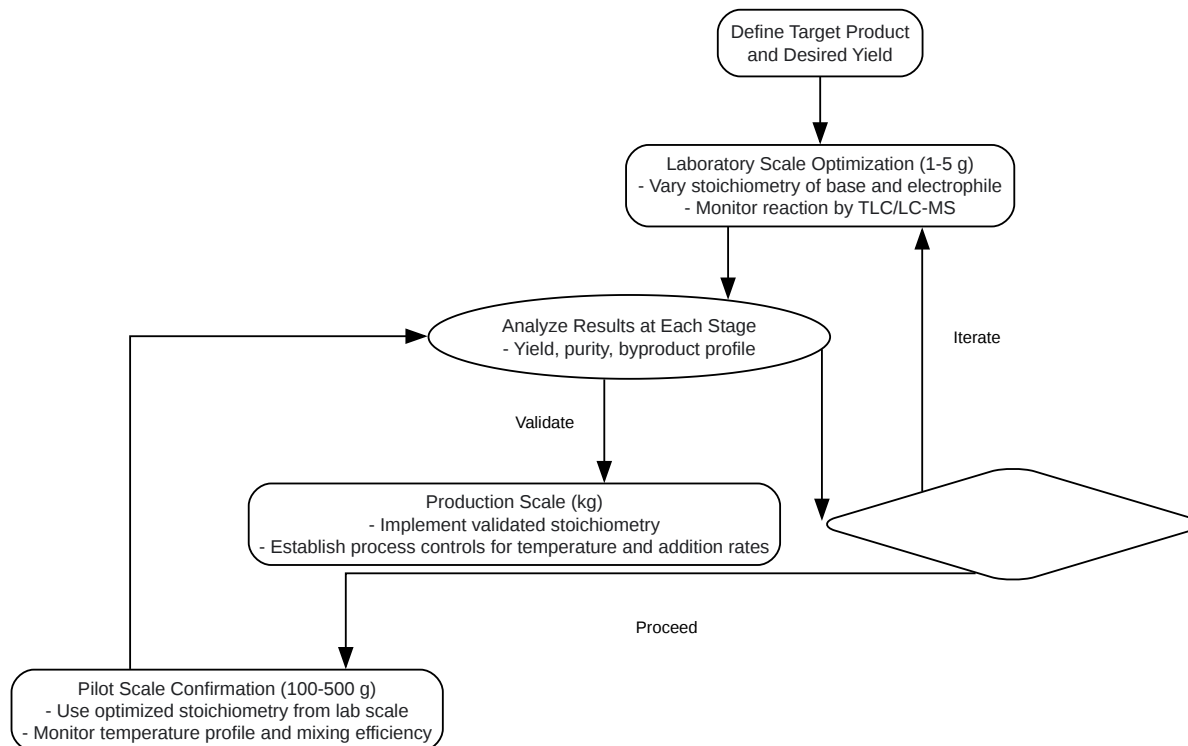 Define Target Product
and Desired Yield
Laboratory Scale Optimization (1-5 g)
- Vary stoichiometry of base and electrophile
- Monitor reaction by TLC/LC-MS
Analyze Results at Each Stage
- Yield, purity, byproduct profile
Iterate
Validate
Production Scale (kg)
- Implement validated stoichiometry
- Establish process controls for temperature and addition rates
Proceed
Pilot Scale Confirmation (100-500 g)
- Use optimized stoichiometry from lab scale
- Monitor temperature profile and mixing efficiency